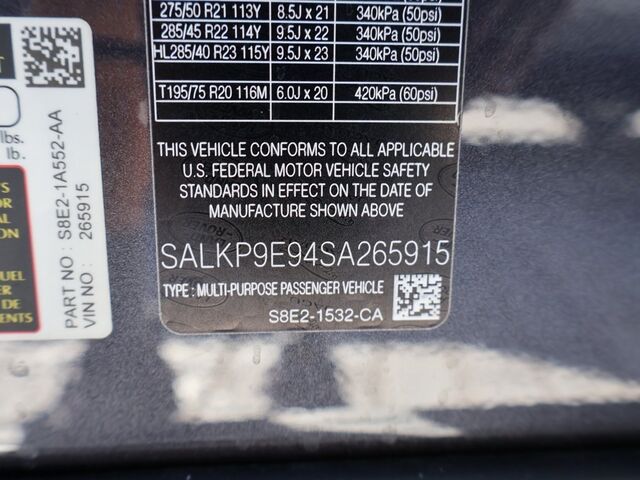 275/50 R21 113Y 8.5J x 21 340kPa (50psi)
285/45 R22 114Y 9.5J x 22 340kPa (50psi)
HL285/40 R23 115Y 9.5J x 23 340kPa (50psi)
T195/75 R20 116M 6.0J x 20 420kPa (60psi)
THIS VEHICLE CONFORMS TO ALL APPLICABLE
U.S. FEDERAL MOTOR VEHICLE SAFETY
STANDARDS IN EFFECT ON THE DATE OF
MANUFACTURE SHOWN ABOVE
SALKP9E94SA265915
TYPE : MULTI-PURPOSE PASSENGER VEHICLE
S8E2-1532-CA
lbs.
lb.
PART NO : S8E2-1A552-AA
VIN NO : 265915